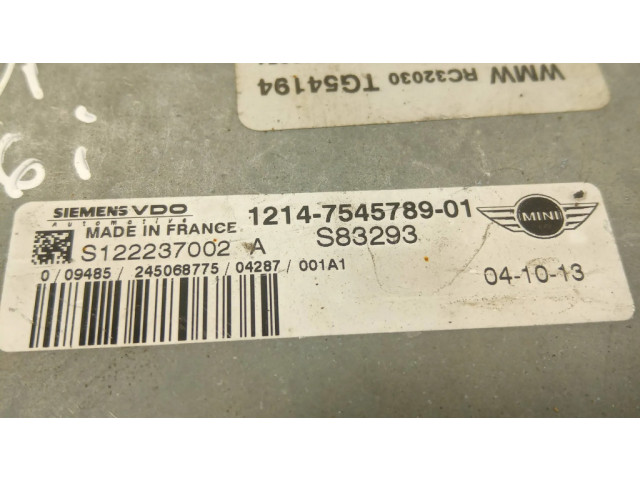 WMW RC32030 TG54194
SIEMENS VDO
Automotive
MADE IN FRANCE
1214-7545789-01
MINI
S122237002 A
S83293
0 / 09485 / 245068775 / 04287 / 001A1
04-10-13